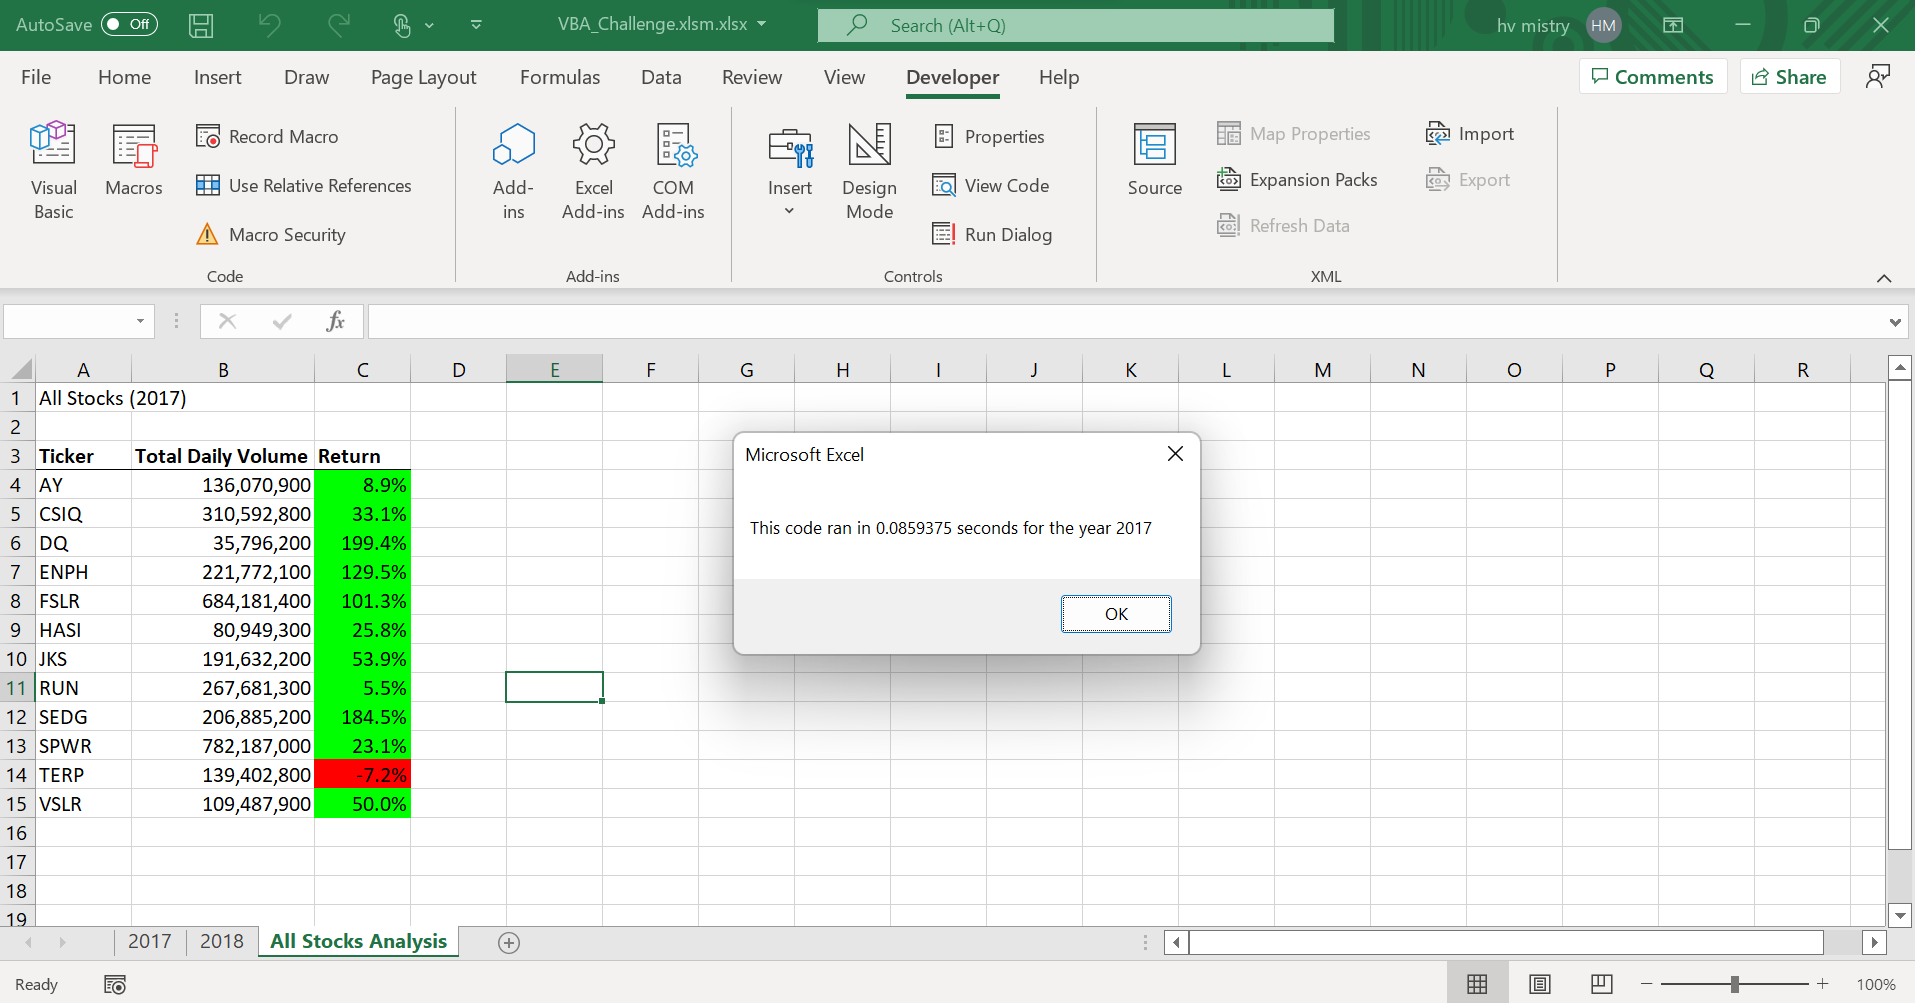 AutoSave Off VBA_Challenge.xlsm.xlsx Search (Alt+Q) hv mistry HM
File Home Insert Draw Page Layout Formulas Data Review View Developer Help Comments Share
Visual Basic
Macros
Record Macro
Use Relative References
Macro Security
Code
Add-ins
Excel Add-ins
COM Add-ins
Add-ins
Insert
Design Mode
Properties
View Code
Run Dialog
Controls
Source
Map Properties
Expansion Packs
Refresh Data
Import
Export
XML
fx
A B C D E F G H I J K L M N O P Q R
1 All Stocks (2017)
2
3 Ticker Total Daily Volume Return
4 AY 136,070,900 8.9%
5 CSIQ 310,592,800 33.1%
6 DQ 35,796,200 199.4%
7 ENPH 221,772,100 129.5%
8 FSLR 684,181,400 101.3%
9 HASI 80,949,300 25.8%
10 JKS 191,632,200 53.9%
11 RUN 267,681,300 5.5%
12 SEDG 206,885,200 184.5%
13 SPWR 782,187,000 23.1%
14 TERP 139,402,800 -7.2%
15 VSLR 109,487,900 50.0%
16
17
18
19
Microsoft Excel
This code ran in 0.0859375 seconds for the year 2017
OK
2017 2018 All Stocks Analysis
Ready 100%